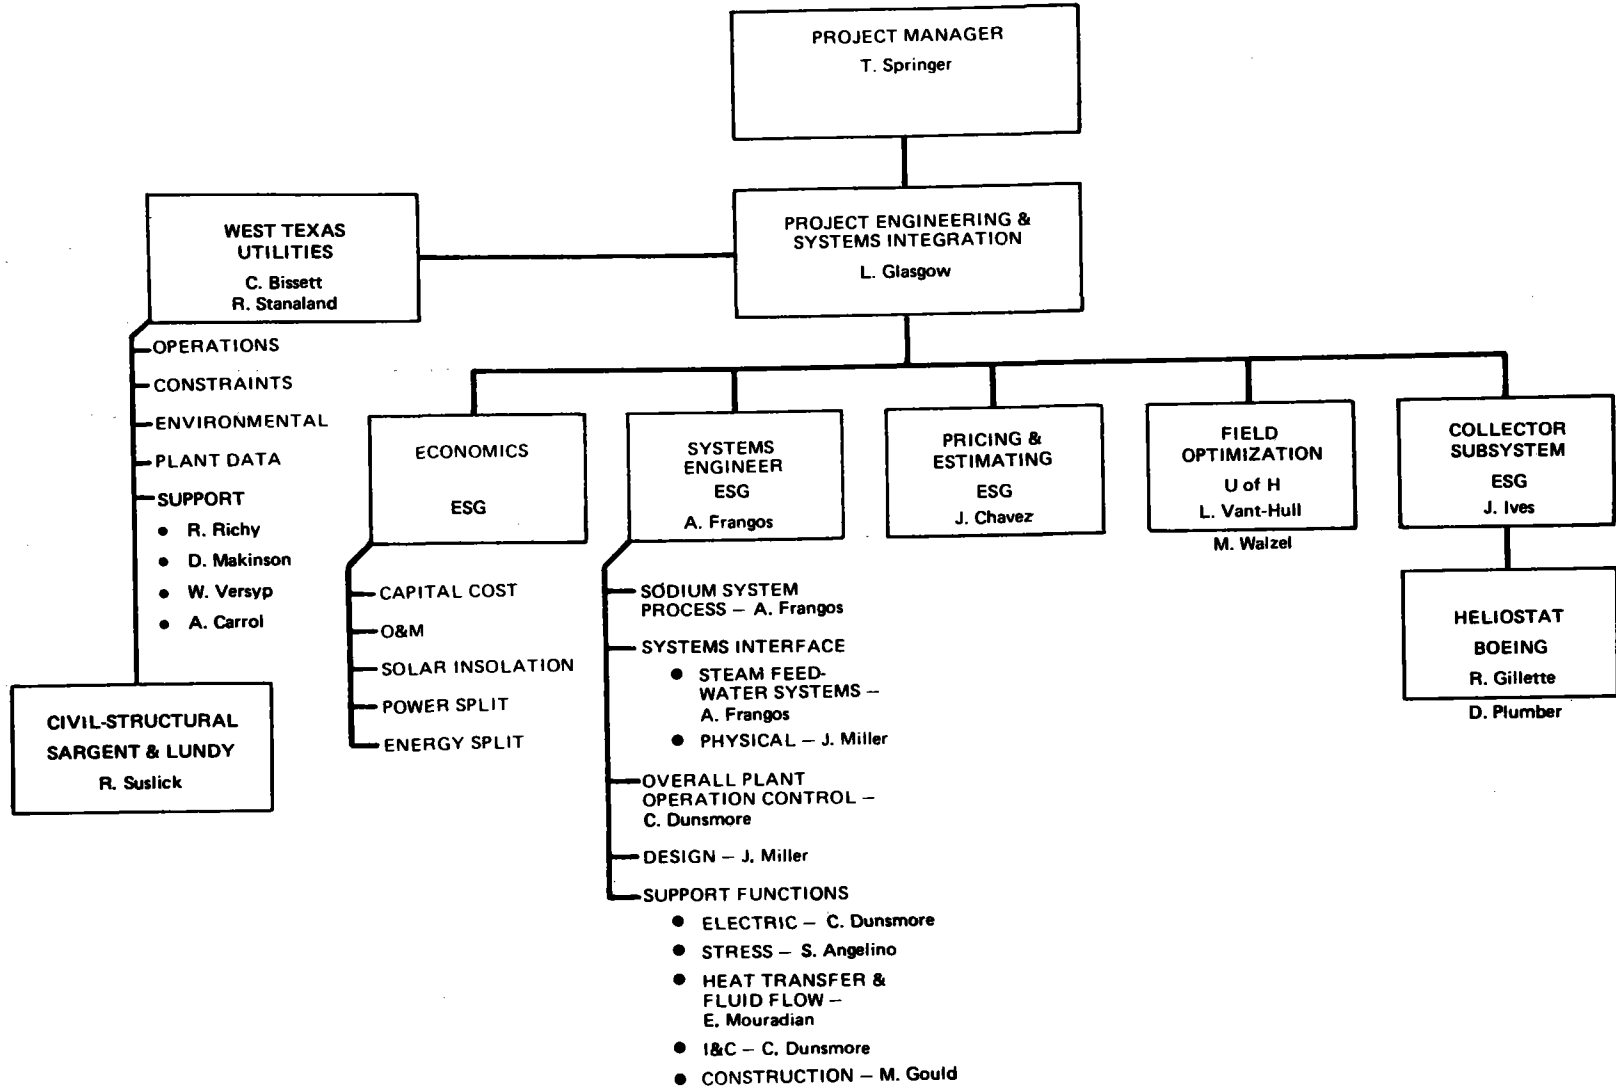 PROJECT MANAGER
T. Springer
PROJECT ENGINEERING &
SYSTEMS INTEGRATION
L. Glasgow
WEST TEXAS
UTILITIES
C. Bissett
R. Stanaland
OPERATIONS
CONSTRAINTS
ENVIRONMENTAL
PLANT DATA
SUPPORT
● R. Richy
● D. Makinson
● W. Versyp
● A. Carrol
CIVIL-STRUCTURAL
SARGENT & LUNDY
R. Suslick
ECONOMICS
ESG
CAPITAL COST
O&M
SOLAR INSOLATION
POWER SPLIT
ENERGY SPLIT
SYSTEMS
ENGINEER
ESG
A. Frangos
SODIUM SYSTEM
PROCESS – A. Frangos
SYSTEMS INTERFACE
● STEAM FEED-
WATER SYSTEMS –
A. Frangos
● PHYSICAL – J. Miller
OVERALL PLANT
OPERATION CONTROL –
C. Dunsmore
DESIGN – J. Miller
SUPPORT FUNCTIONS
● ELECTRIC – C. Dunsmore
● STRESS – S. Angelino
● HEAT TRANSFER &
FLUID FLOW –
E. Mouradian
● I&C – C. Dunsmore
● CONSTRUCTION – M. Gould
PRICING &
ESTIMATING
ESG
J. Chavez
FIELD
OPTIMIZATION
U of H
L. Vant-Hull
M. Walzel
COLLECTOR
SUBSYSTEM
ESG
J. Ives
HELIOSTAT
BOEING
R. Gillette
D. Plumber